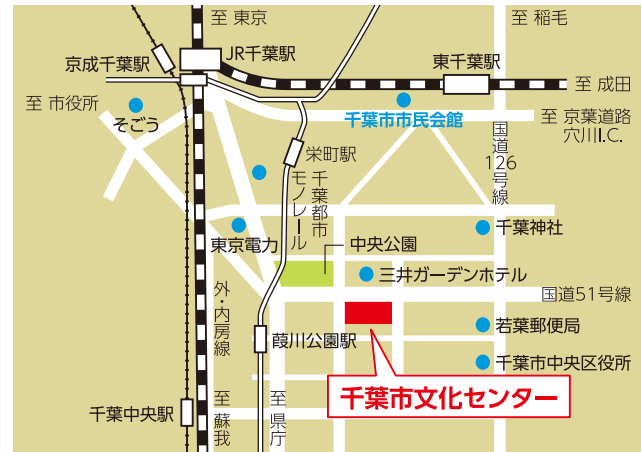 至 東京
至 稲毛
JR千葉駅
京成千葉駅
東千葉駅
至 成田
至 市役所
そごう
千葉市市民会館
至 京葉道路
穴川I.C.
国道126号線
栄町駅
千葉都市
モノレール
千葉神社
東京電力
中央公園
三井ガーデンホテル
国道51号線
外・内房線
葭川公園駅
若葉郵便局
千葉市中央区役所
千葉市文化センター
千葉中央駅
至 蘇我
至 県庁